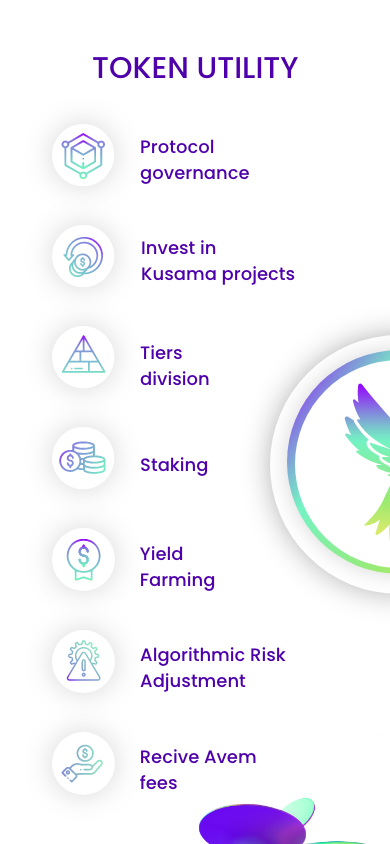 TOKEN UTILITY
Protocol
governance
Invest in
Kusama projects
Tiers
division
Staking
Yield
Farming
Algorithmic Risk
Adjustment
Recive Avem
fees